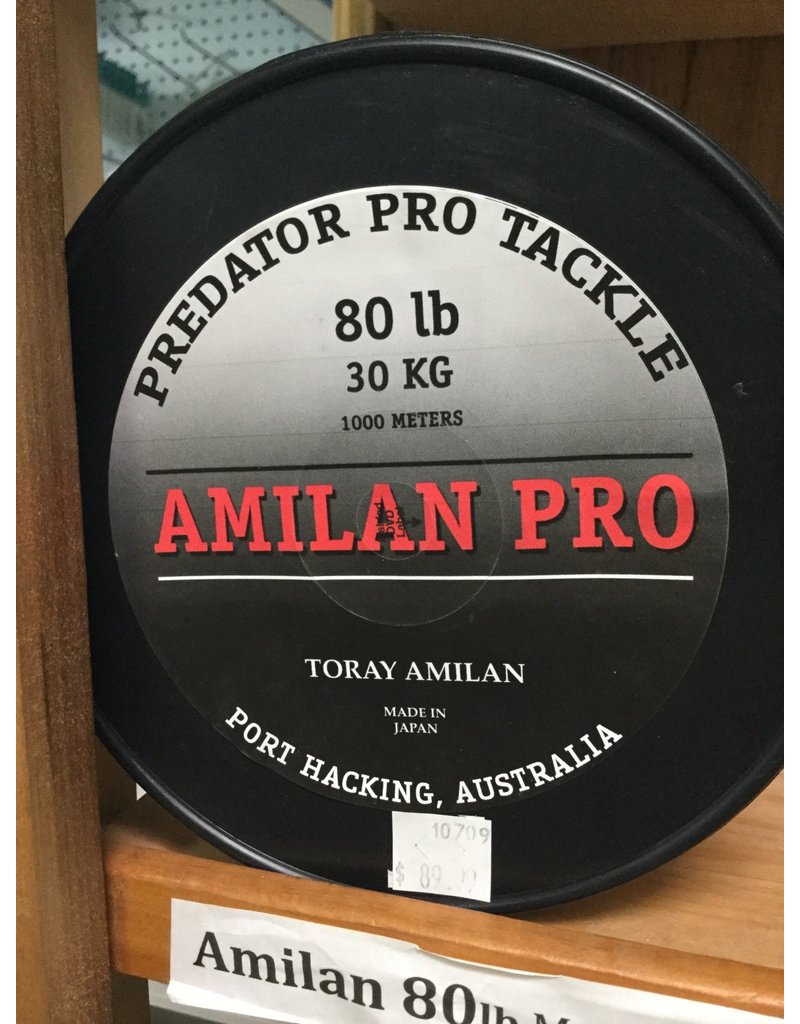 PREDATOR PRO TACKLE
80 lb
30 KG
1000 METERS
AMILAN PRO
TORAY AMILAN
MADE IN
JAPAN
PORT HACKING, AUSTRALIA
10709
Amilan 80lb